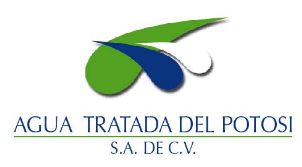 AGUA TRATADA DEL POTOSI
S.A. DE C.V.